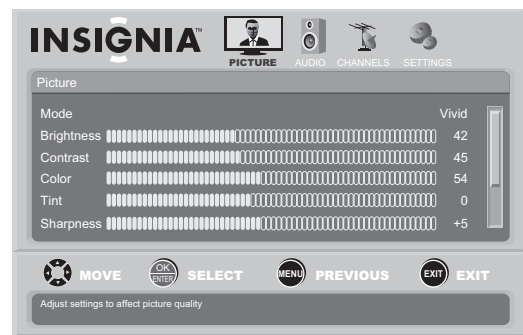 INSIGNIA™
PICTURE AUDIO CHANNELS SETTINGS
Picture
Mode Vivid
Brightness 42
Contrast 45
Color 54
Tint 0
Sharpness +5
MOVE OK ENTER SELECT MENU PREVIOUS EXIT EXIT
Adjust settings to affect picture quality